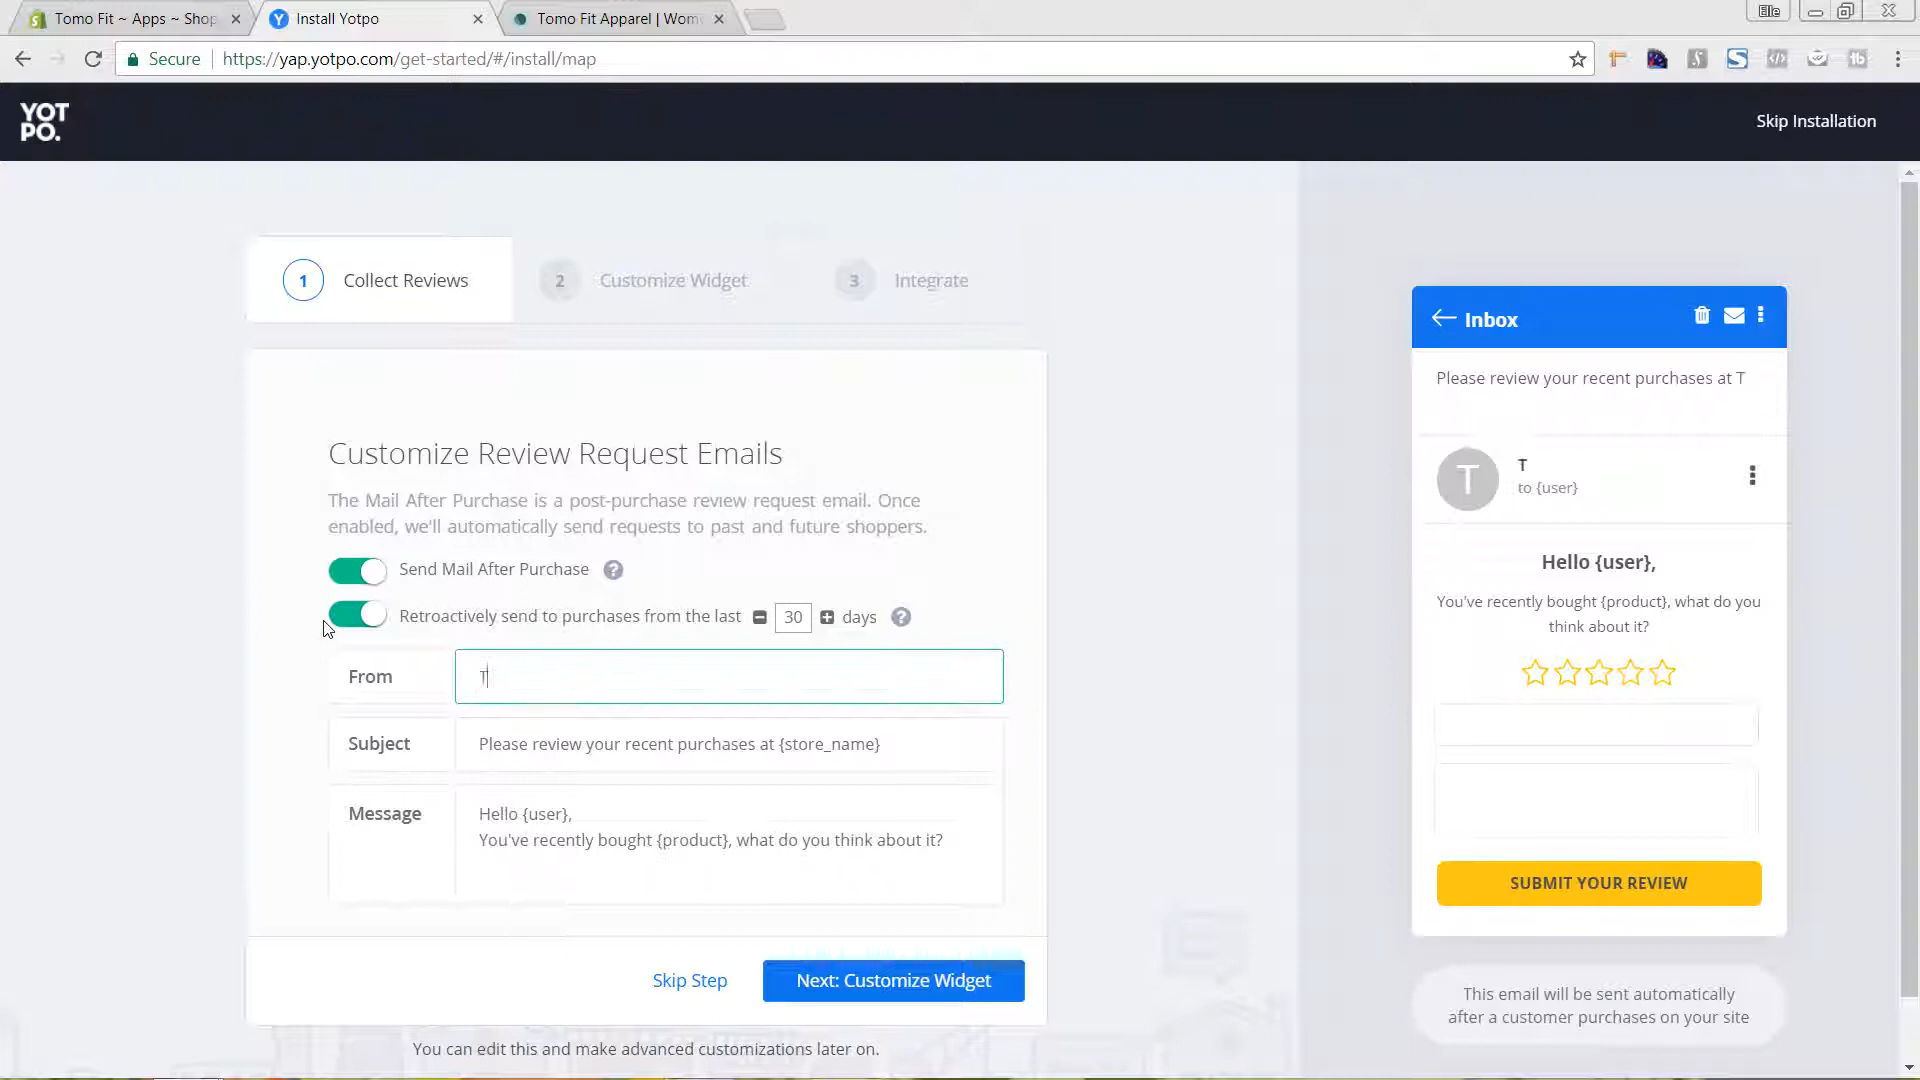 Tomo Fit ~ Apps ~ Shop
Install Yotpo
Tomo Fit Apparel | Wom
Elle
Secure
https://yap.yotpo.com/get-started/#/install/map
YOT
PO.
Skip Installation
1
Collect Reviews
2
Customize Widget
3
Integrate
Customize Review Request Emails
The Mail After Purchase is a post-purchase review request email. Once
enabled, we'll automatically send requests to past and future shoppers.
Send Mail After Purchase ?
Retroactively send to purchases from the last - 30 + days ?
From
T
Subject
Please review your recent purchases at {store_name}
Message
Hello {user},
You've recently bought {product}, what do you think about it?
Skip Step
Next: Customize Widget
You can edit this and make advanced customizations later on.
Inbox
Please review your recent purchases at T
T
T
to {user}
Hello {user},
You've recently bought {product}, what do you
think about it?
SUBMIT YOUR REVIEW
This email will be sent automatically
after a customer purchases on your site